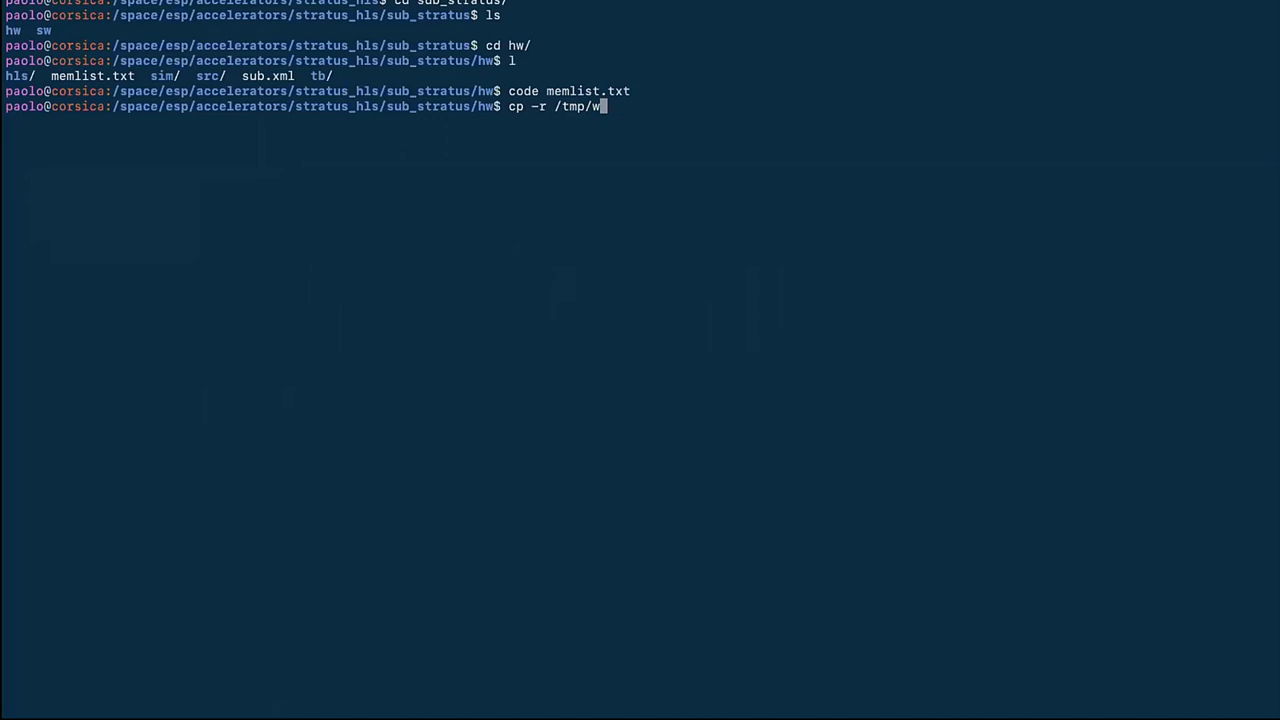 paolo@corsica:/space/esp/accelerators/stratus_hls$ cd sub_stratus/
paolo@corsica:/space/esp/accelerators/stratus_hls/sub_stratus$ ls
hw  sw
paolo@corsica:/space/esp/accelerators/stratus_hls/sub_stratus$ cd hw/
paolo@corsica:/space/esp/accelerators/stratus_hls/sub_stratus/hw$ l
hls/  memlist.txt  sim/  src/  sub.xml  tb/
paolo@corsica:/space/esp/accelerators/stratus_hls/sub_stratus/hw$ code memlist.txt
paolo@corsica:/space/esp/accelerators/stratus_hls/sub_stratus/hw$ cp -r /tmp/w